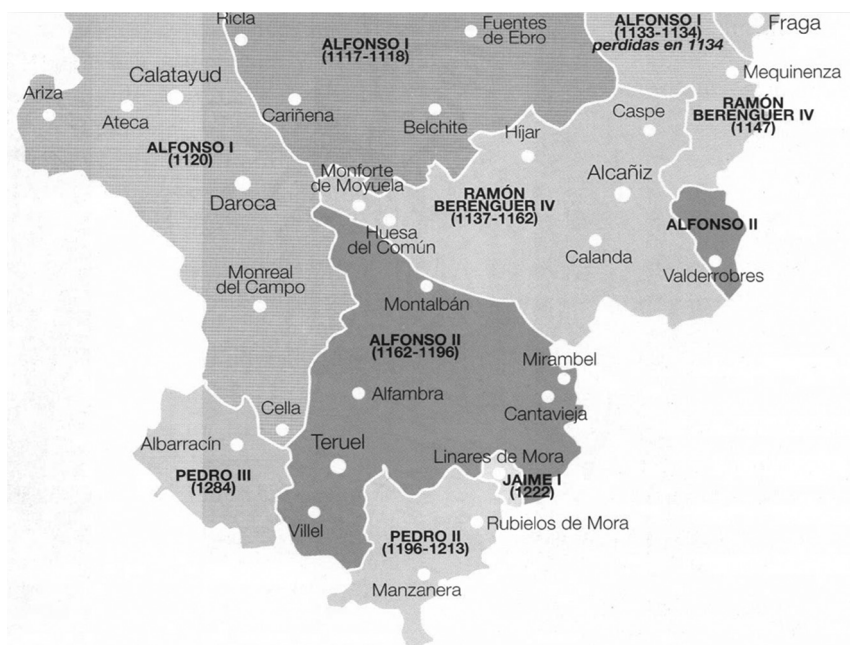 Ricla
ALFONSO I
(1117-1118)
Fuentes
de Ebro
ALFONSO I
(1133-1134)
perdidas en 1134
Fraga
Mequinenza
Ariza
Calatayud
Ateca
Cariñena
Belchite
Caspe
RAMÓN
BERENGUER IV
(1147)
Híjar
ALFONSO I
(1120)
Monforte
de Moyuela
Alcañiz
Daroca
RAMÓN
BERENGUER IV
(1137-1162)
ALFONSO II
Huesa
del Común
Calanda
Valderrobres
Monreal
del Campo
Montalbán
ALFONSO II
(1162-1196)
Mirambel
Alfambra
Cantavieja
Cella
Albarracín
Teruel
Linares de Mora
PEDRO III
(1284)
JAIME I
(1222)
Villel
PEDRO II
(1196-1213)
Rubielos de Mora
Manzanera